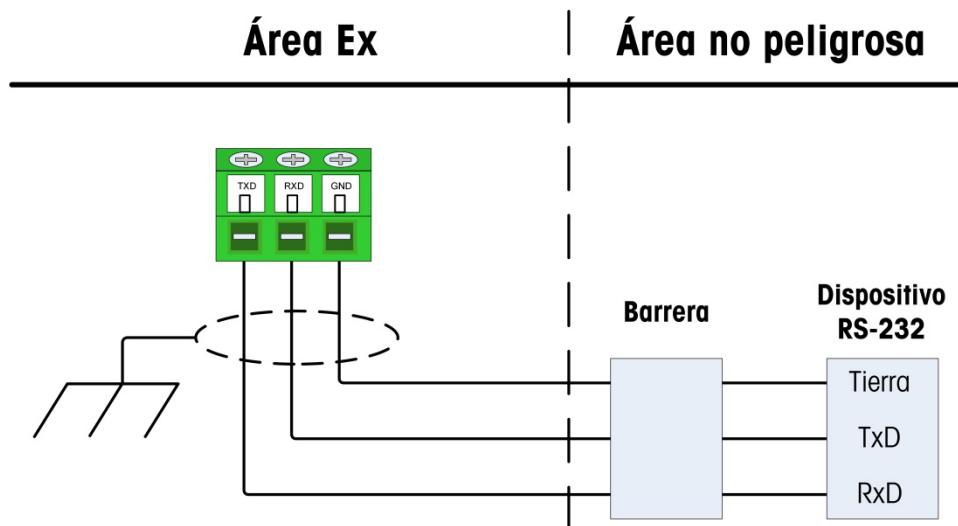 Área Ex
Área no peligrosa
TXD
RXD
GND
Barrera
Dispositivo
RS-232
Tierra
TxD
RxD